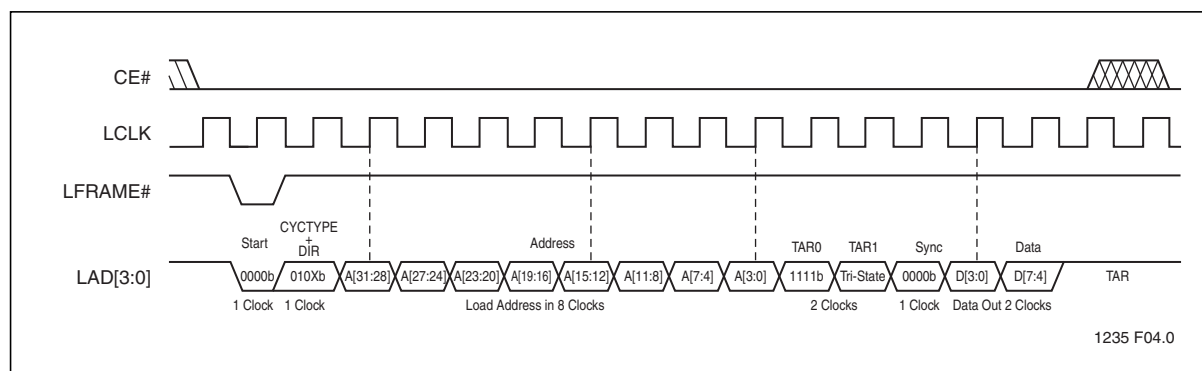 CE#
LCLK
LFRAME#
Start
CYCTYPE
+
DIR
Address
TAR0 TAR1 Sync Data
LAD[3:0]
0000b 010Xb A[31:28] A[27:24] A[23:20] A[19:16] A[15:12] A[11:8] A[7:4] A[3:0] 1111b Tri-State 0000b D[3:0] D[7:4] TAR
1 Clock 1 Clock Load Address in 8 Clocks 2 Clocks 1 Clock Data Out 2 Clocks
1235 F04.0